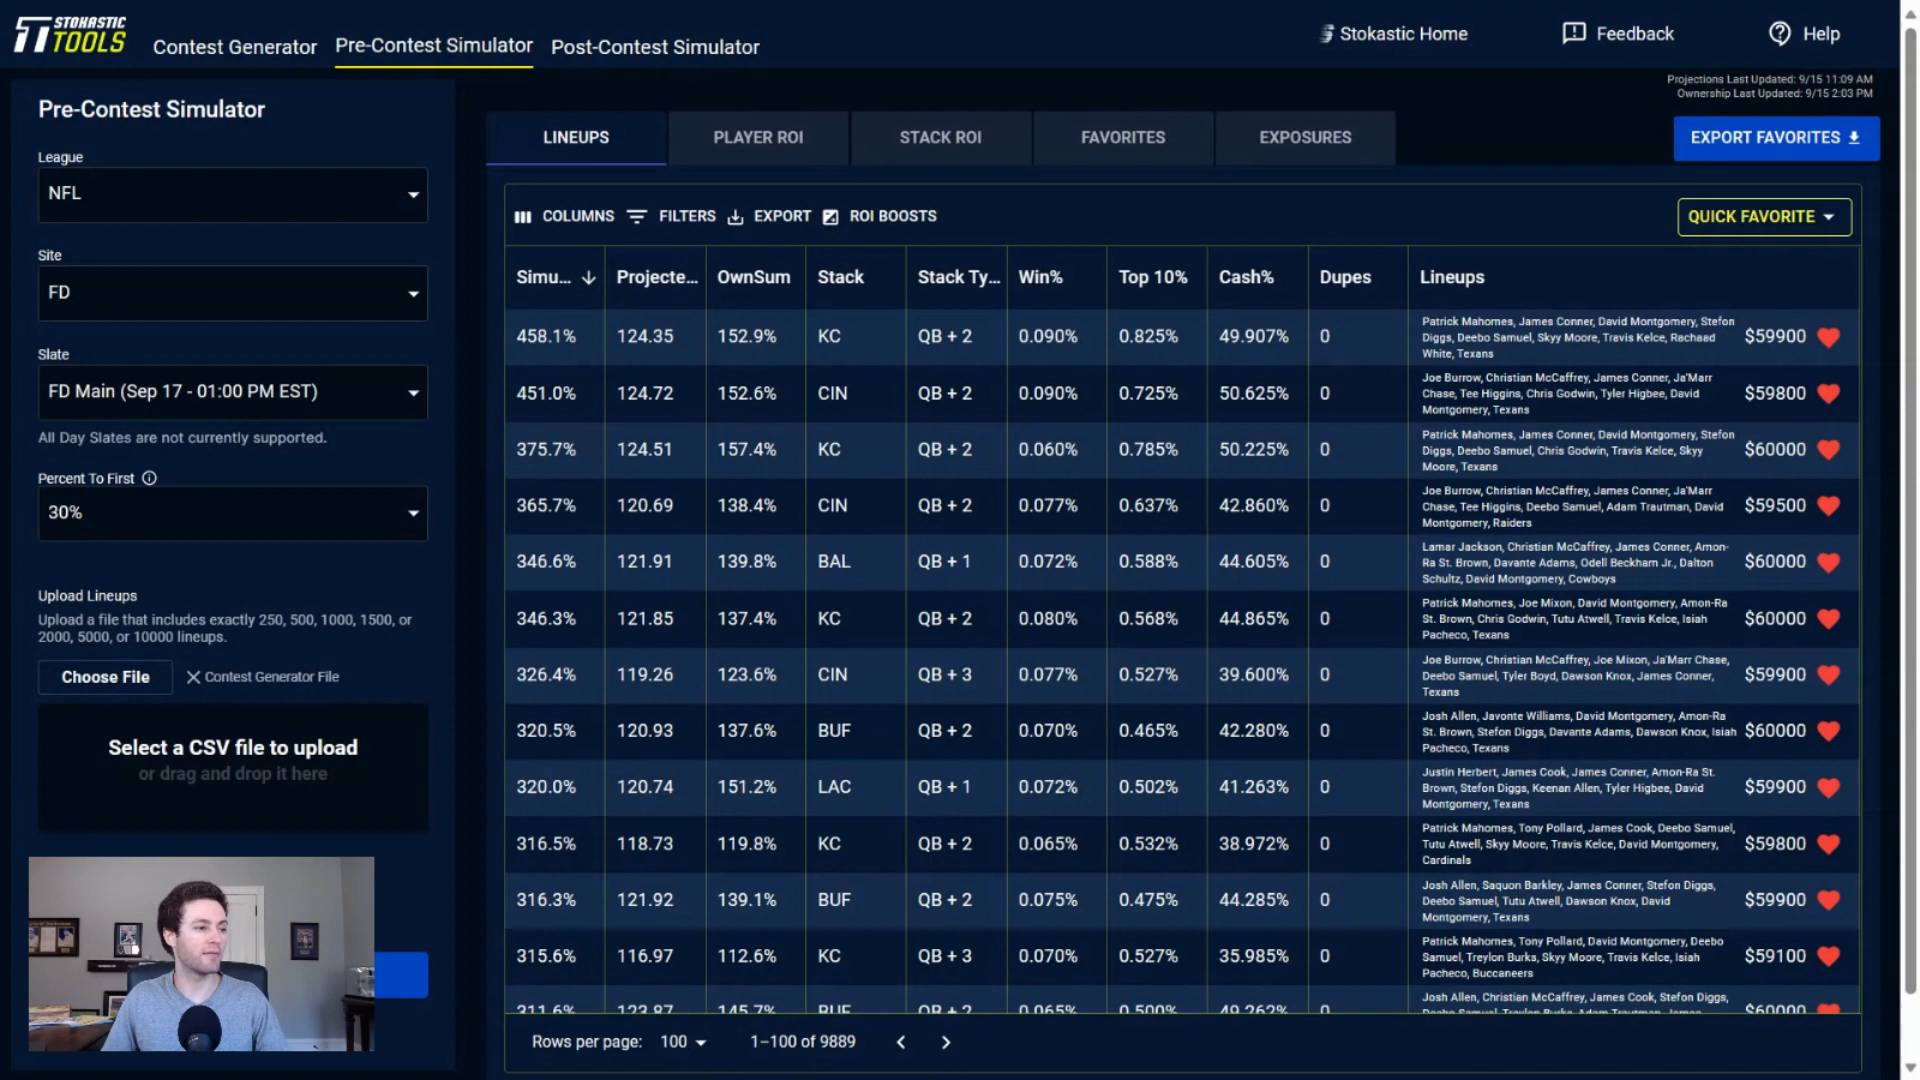 STOKASTIC
TOOLS
Contest Generator
Pre-Contest Simulator
Post-Contest Simulator
Stokastic Home
Feedback
Help
Projections Last Updated: 9/15 11:09 AM
Ownership Last Updated: 9/15 2:03 PM
Pre-Contest Simulator
League
NFL
Site
FD
Slate
FD Main (Sep 17 - 01:00 PM EST)
All Day Slates are not currently supported.
Percent To First
30%
Upload Lineups
Upload a file that includes exactly 250, 500, 1000, 1500, or
2000, 5000, or 10000 lineups.
Choose File
Contest Generator File
Select a CSV file to upload
or drag and drop it here
LINEUPS
PLAYER ROI
STACK ROI
FAVORITES
EXPOSURES
EXPORT FAVORITES
COLUMNS
FILTERS
EXPORT
ROI BOOSTS
QUICK FAVORITE
Simu... Projecte... OwnSum Stack Stack Ty... Win% Top 10% Cash% Dupes Lineups
458.1% 124.35 152.9% KC QB + 2 0.090% 0.825% 49.907% 0
Patrick Mahomes, James Conner, David Montgomery, Stefon
Diggs, Deebo Samuel, Skyy Moore, Travis Kelce, Rachaad
White, Texans
$59900
451.0% 124.72 152.6% CIN QB + 2 0.090% 0.725% 50.625% 0
Joe Burrow, Christian McCaffrey, James Conner, Ja'Marr
Chase, Tee Higgins, Chris Godwin, Tyler Higbee, David
Montgomery, Texans
$59800
375.7% 124.51 157.4% KC QB + 2 0.060% 0.785% 50.225% 0
Patrick Mahomes, James Conner, David Montgomery, Stefon
Diggs, Deebo Samuel, Chris Godwin, Travis Kelce, Skyy
Moore, Texans
$60000
365.7% 120.69 138.4% CIN QB + 2 0.077% 0.637% 42.860% 0
Joe Burrow, Christian McCaffrey, James Conner, Ja'Marr
Chase, Tee Higgins, Deebo Samuel, Adam Trautman, David
Montgomery, Raiders
$59500
346.6% 121.91 139.8% BAL QB + 1 0.072% 0.588% 44.605% 0
Lamar Jackson, Christian McCaffrey, James Conner, Amon-
Ra St. Brown, Davante Adams, Odell Beckham Jr., Dalton
Schultz, David Montgomery, Cowboys
$60000
346.3% 121.85 137.4% KC QB + 2 0.080% 0.568% 44.865% 0
Patrick Mahomes, Joe Mixon, David Montgomery, Amon-Ra
St. Brown, Chris Godwin, Tutu Atwell, Travis Kelce, Isiah
Pacheco, Texans
$60000
326.4% 119.26 123.6% CIN QB + 3 0.077% 0.527% 39.600% 0
Joe Burrow, Christian McCaffrey, Joe Mixon, Ja'Marr Chase,
Deebo Samuel, Tyler Boyd, Dawson Knox, James Conner,
Texans
$59900
320.5% 120.93 137.6% BUF QB + 2 0.070% 0.465% 42.280% 0
Josh Allen, Javonte Williams, David Montgomery, Amon-Ra
St. Brown, Stefon Diggs, Davante Adams, Dawson Knox, Isiah
Pacheco, Texans
$60000
320.0% 120.74 151.2% LAC QB + 1 0.072% 0.502% 41.263% 0
Justin Herbert, James Cook, James Conner, Amon-Ra St.
Brown, Stefon Diggs, Keenan Allen, Tyler Higbee, David
Montgomery, Texans
$59900
316.5% 118.73 119.8% KC QB + 2 0.065% 0.532% 38.972% 0
Patrick Mahomes, Tony Pollard, James Cook, Deebo Samuel,
Tutu Atwell, Skyy Moore, Travis Kelce, David Montgomery,
Cardinals
$59800
316.3% 121.92 139.1% BUF QB + 2 0.075% 0.475% 44.285% 0
Josh Allen, Saquon Barkley, James Conner, Stefon Diggs,
Deebo Samuel, Tutu Atwell, Dawson Knox, David
Montgomery, Texans
$59900
315.6% 116.97 112.6% KC QB + 3 0.070% 0.527% 35.985% 0
Patrick Mahomes, Tony Pollard, David Montgomery, Deebo
Samuel, Treylon Burks, Skyy Moore, Travis Kelce, Isiah
Pacheco, Buccaneers
$59100
311.6% 123.87 145.7% BUF QB + 2 0.065% 0.500% 49.262% 0
Josh Allen, Christian McCaffrey, James Cook, Stefon Diggs,
Deebo Samuel, Treylon Burks, Adam Trautman, James
$60000
Rows per page: 100 1–100 of 9889